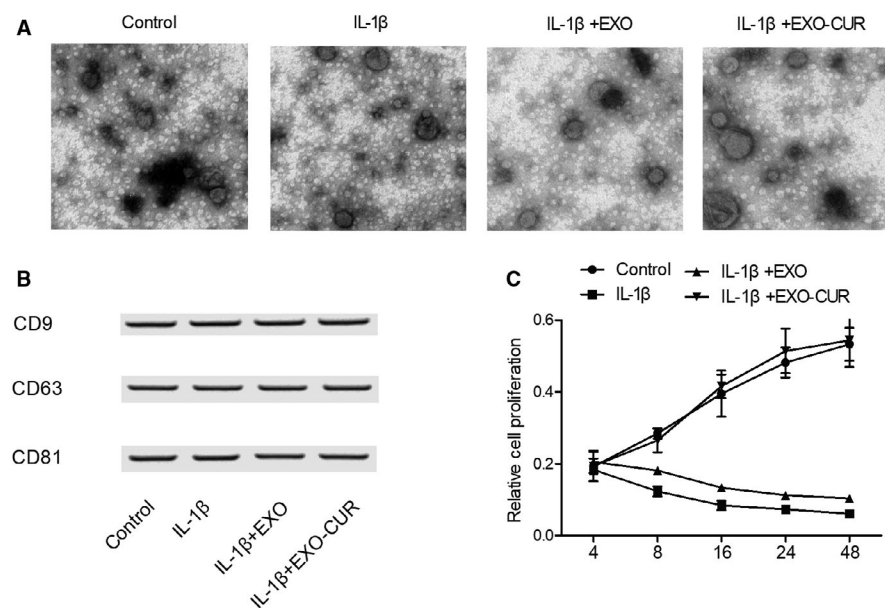 A
Control
IL-1β
IL-1β +EXO
IL-1β +EXO-CUR
B
CD9
CD63
CD81
Control
IL-1β
IL-1β+EXO
IL-1β+EXO-CUR
C
Control
IL-1β
IL-1β +EXO
IL-1β +EXO-CUR
Relative cell proliferation
0.6
0.4
0.2
0.0
4 8 16 24 48